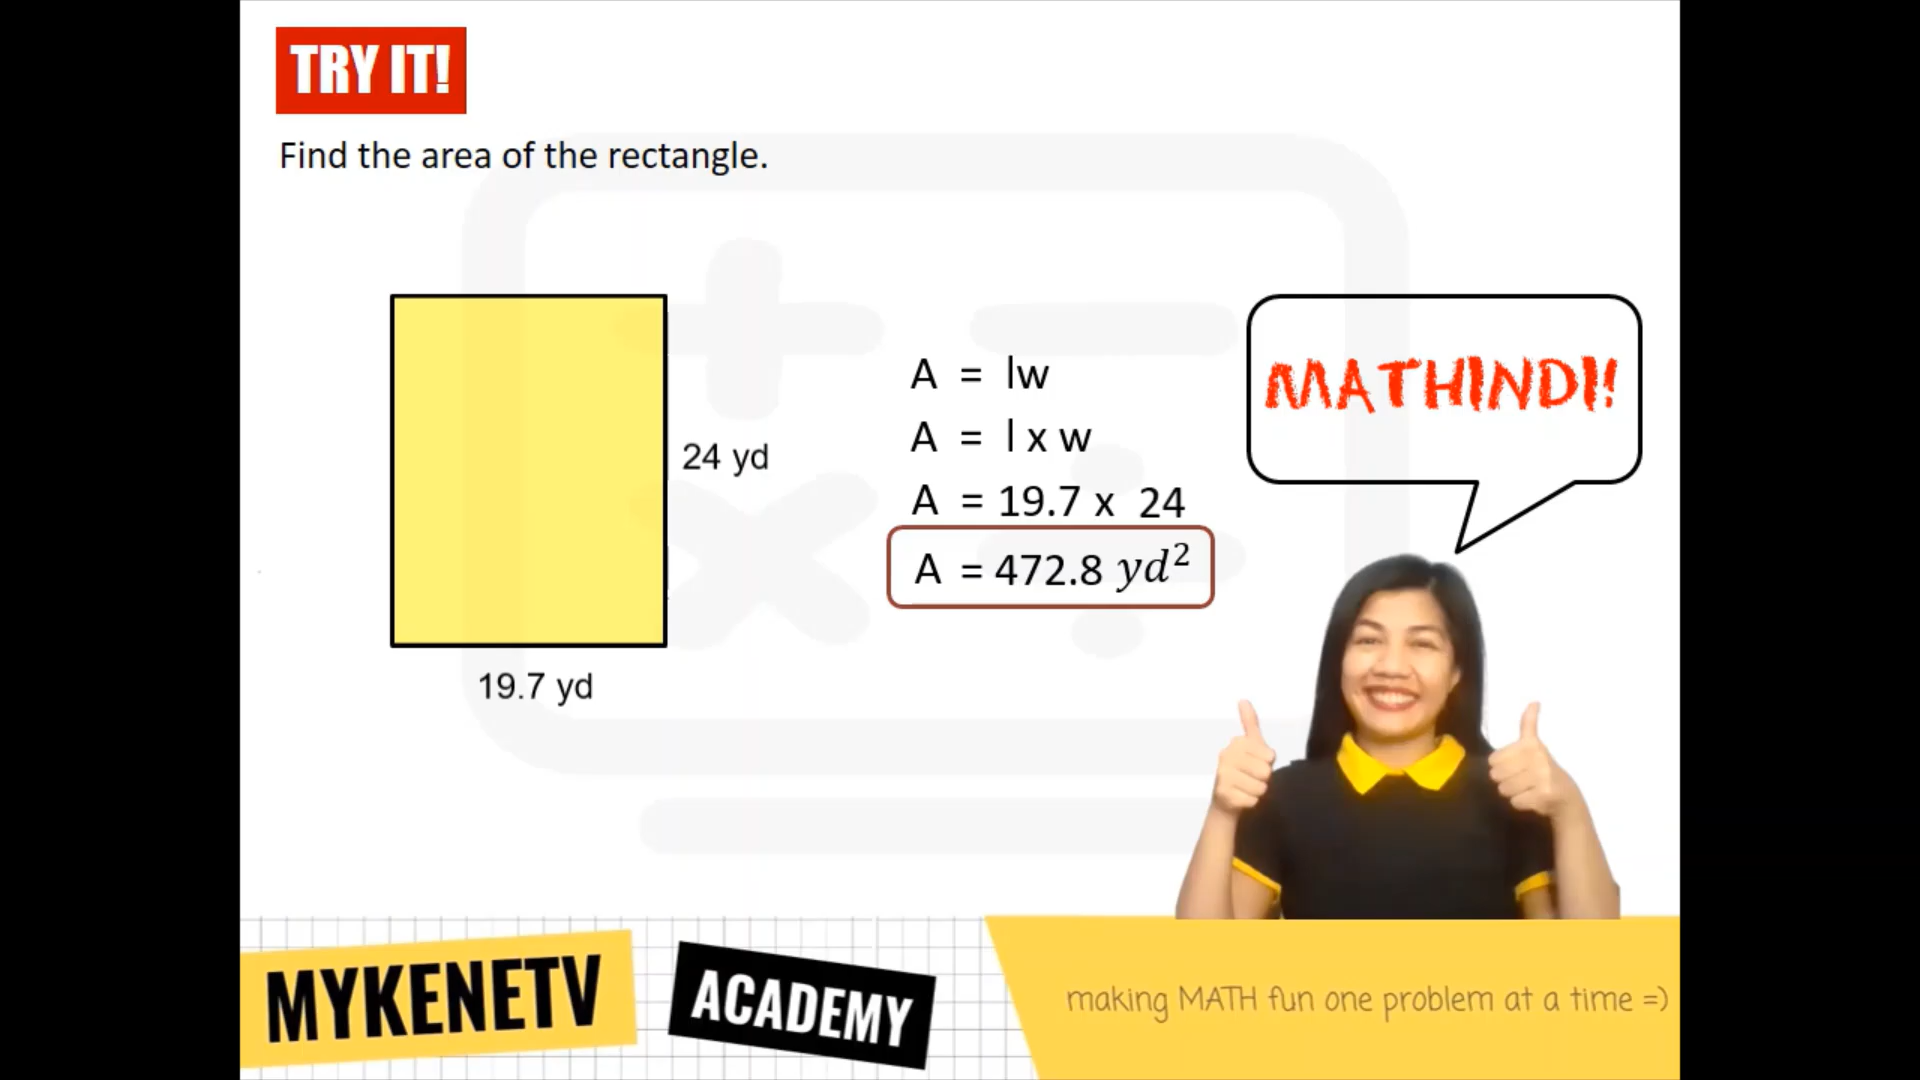 TRY IT!
Find the area of the rectangle.
24 yd
19.7 yd
A = lw
A = l x w
A = 19.7 x 24
A = 472.8 yd²
MATHINDI!
MYKENETV
ACADEMY
making MATH fun one problem at a time =)